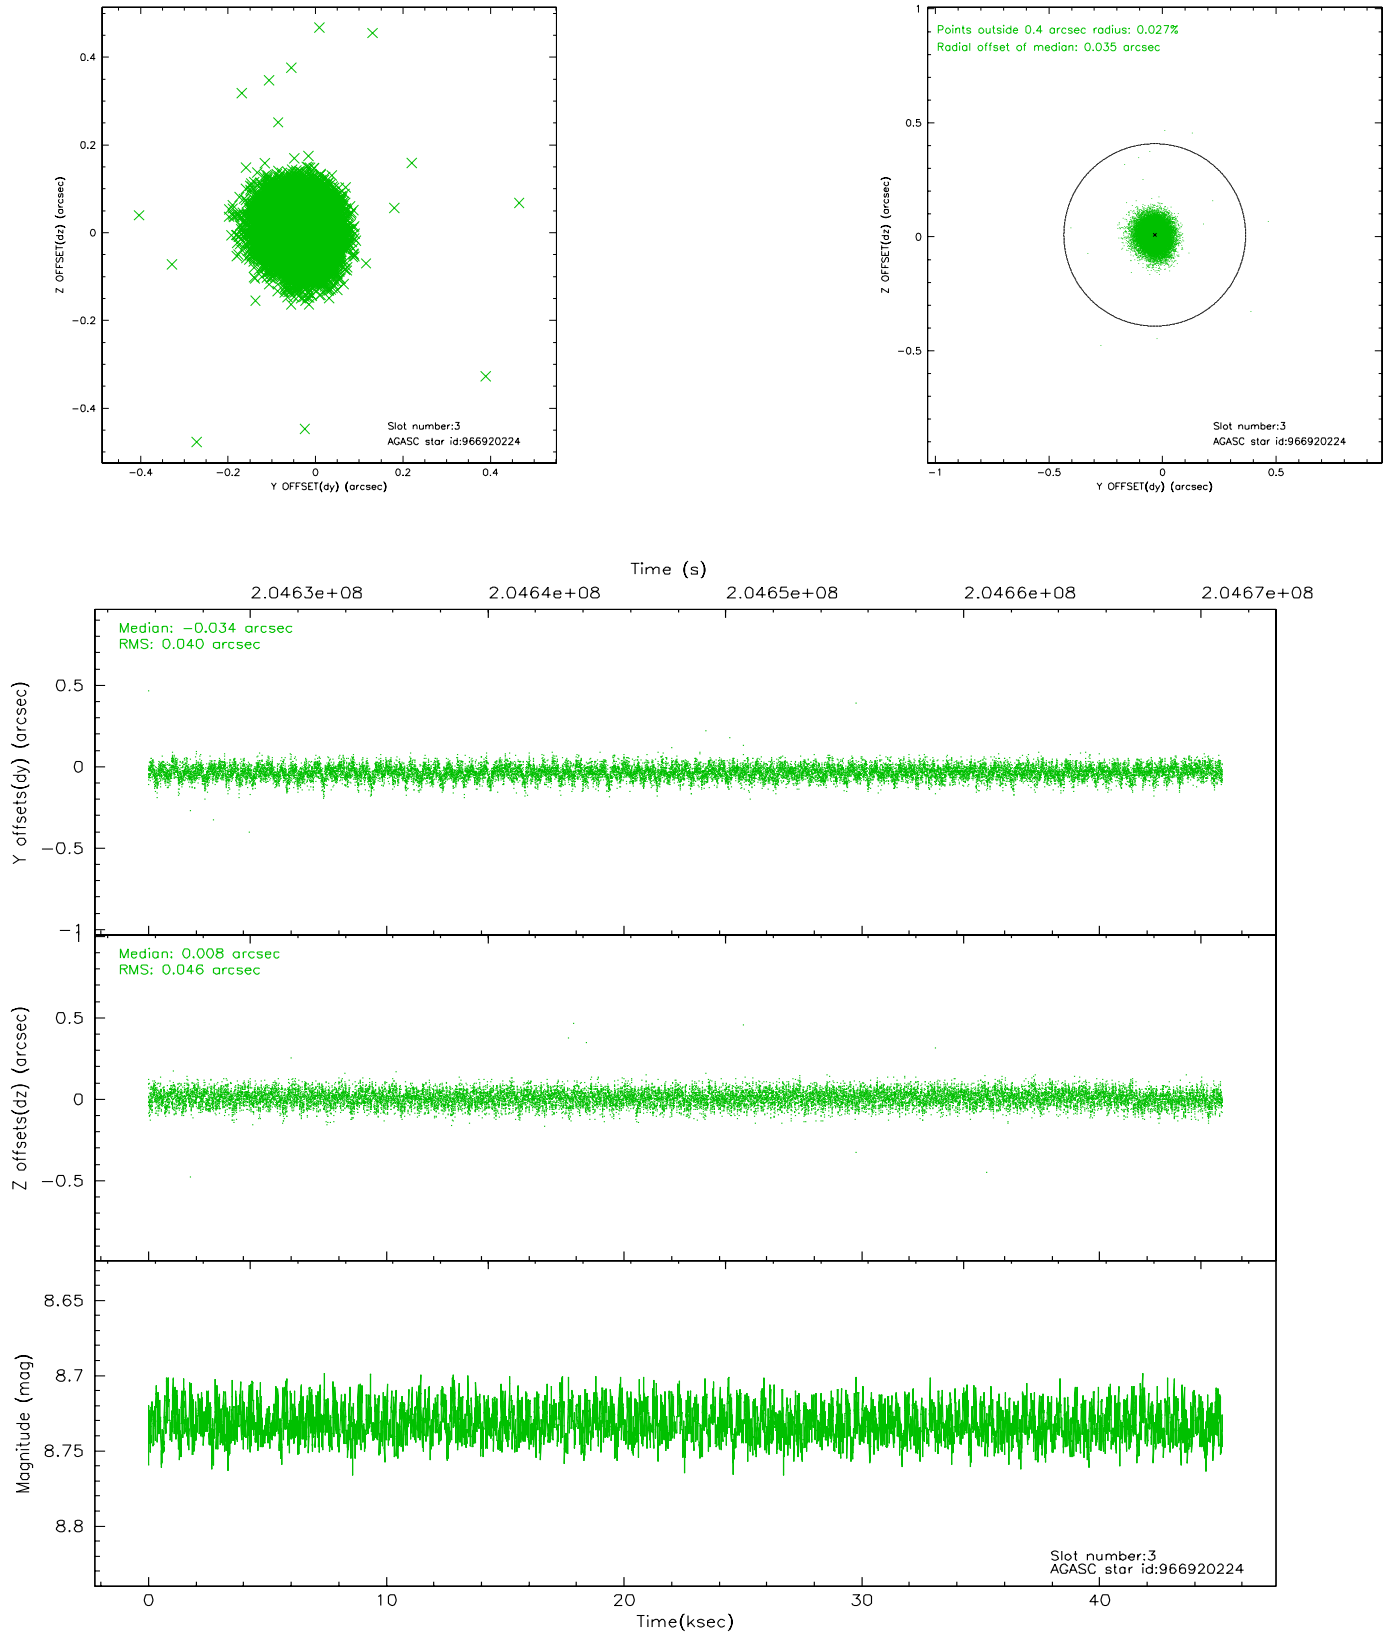 0.4
0.2
0
−0.2
−0.4
−0.4
−0.2
0
0.2
0.4
Z OFFSET(dz) (arcsec)
Y OFFSET(dy) (arcsec)
Slot number:3
AGASC star id:966920224
Points outside 0.4 arcsec radius: 0.027%
Radial offset of median: 0.035 arcsec
1
0.5
0
−0.5
−1
−0.5
0
0.5
Z OFFSET(dz) (arcsec)
Y OFFSET(dy) (arcsec)
Slot number:3
AGASC star id:966920224
Time (s)
2.0463e+08
2.0464e+08
2.0465e+08
2.0466e+08
2.0467e+08
Median: −0.034 arcsec
RMS: 0.040 arcsec
Y offsets(dy) (arcsec)
0.5
0
−0.5
−1
Median: 0.008 arcsec
RMS: 0.046 arcsec
Z offsets(dz) (arcsec)
1
0.5
0
−0.5
Magnitude (mag)
8.65
8.7
8.75
8.8
Slot number:3
AGASC star id:966920224
0
10
20
30
40
Time(ksec)